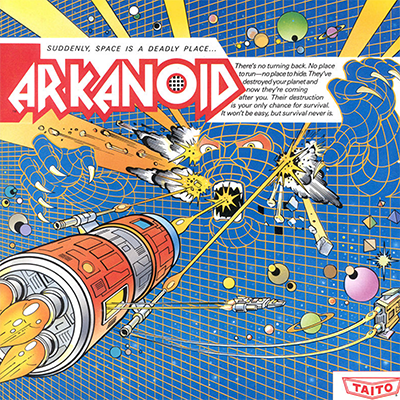 SUDDENLY, SPACE IS A DEADLY PLACE...
ARKANOID
There's no turning back. No place
to run—no place to hide. They've
destroyed your planet and
now they're coming
after you. Their destruction
is your only chance for survival.
It won't be easy, but survival never is.
TAITO